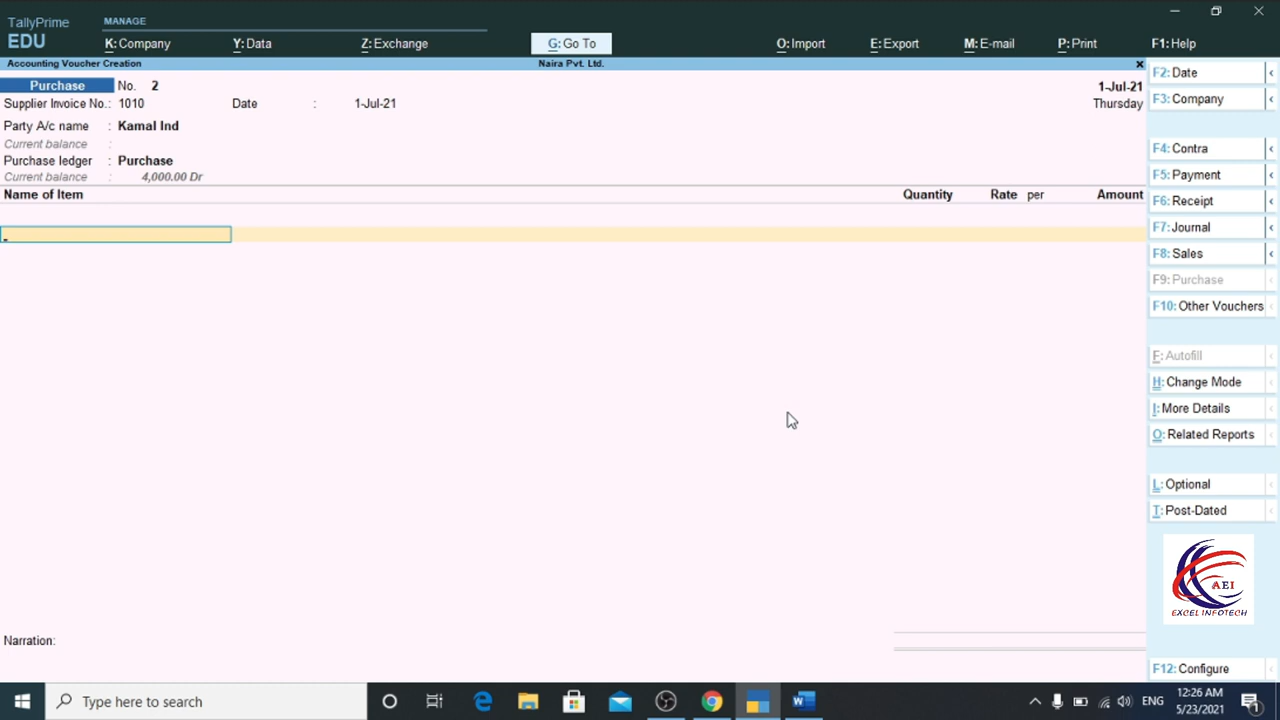 TallyPrime
EDU
MANAGE
K: Company
Y: Data
Z: Exchange
G: Go To
O: Import
E: Export
M: E-mail
P: Print
F1: Help
Accounting Voucher Creation
Naira Pvt. Ltd.
Purchase No. 2
1-Jul-21
Supplier Invoice No.: 1010 Date : 1-Jul-21
Thursday
Party A/c name : Kamal Ind
Current balance :
Purchase ledger : Purchase
Current balance : 4,000.00 Dr
Name of Item Quantity Rate per Amount
Narration:
F2: Date
F3: Company
F4: Contra
F5: Payment
F6: Receipt
F7: Journal
F8: Sales
F9: Purchase
F10: Other Vouchers
F: Autofill
H: Change Mode
I: More Details
O: Related Reports
L: Optional
T: Post-Dated
AEI
EXCEL INFOTECH
F12: Configure
Type here to search
ENG
12:26 AM
5/23/2021
1